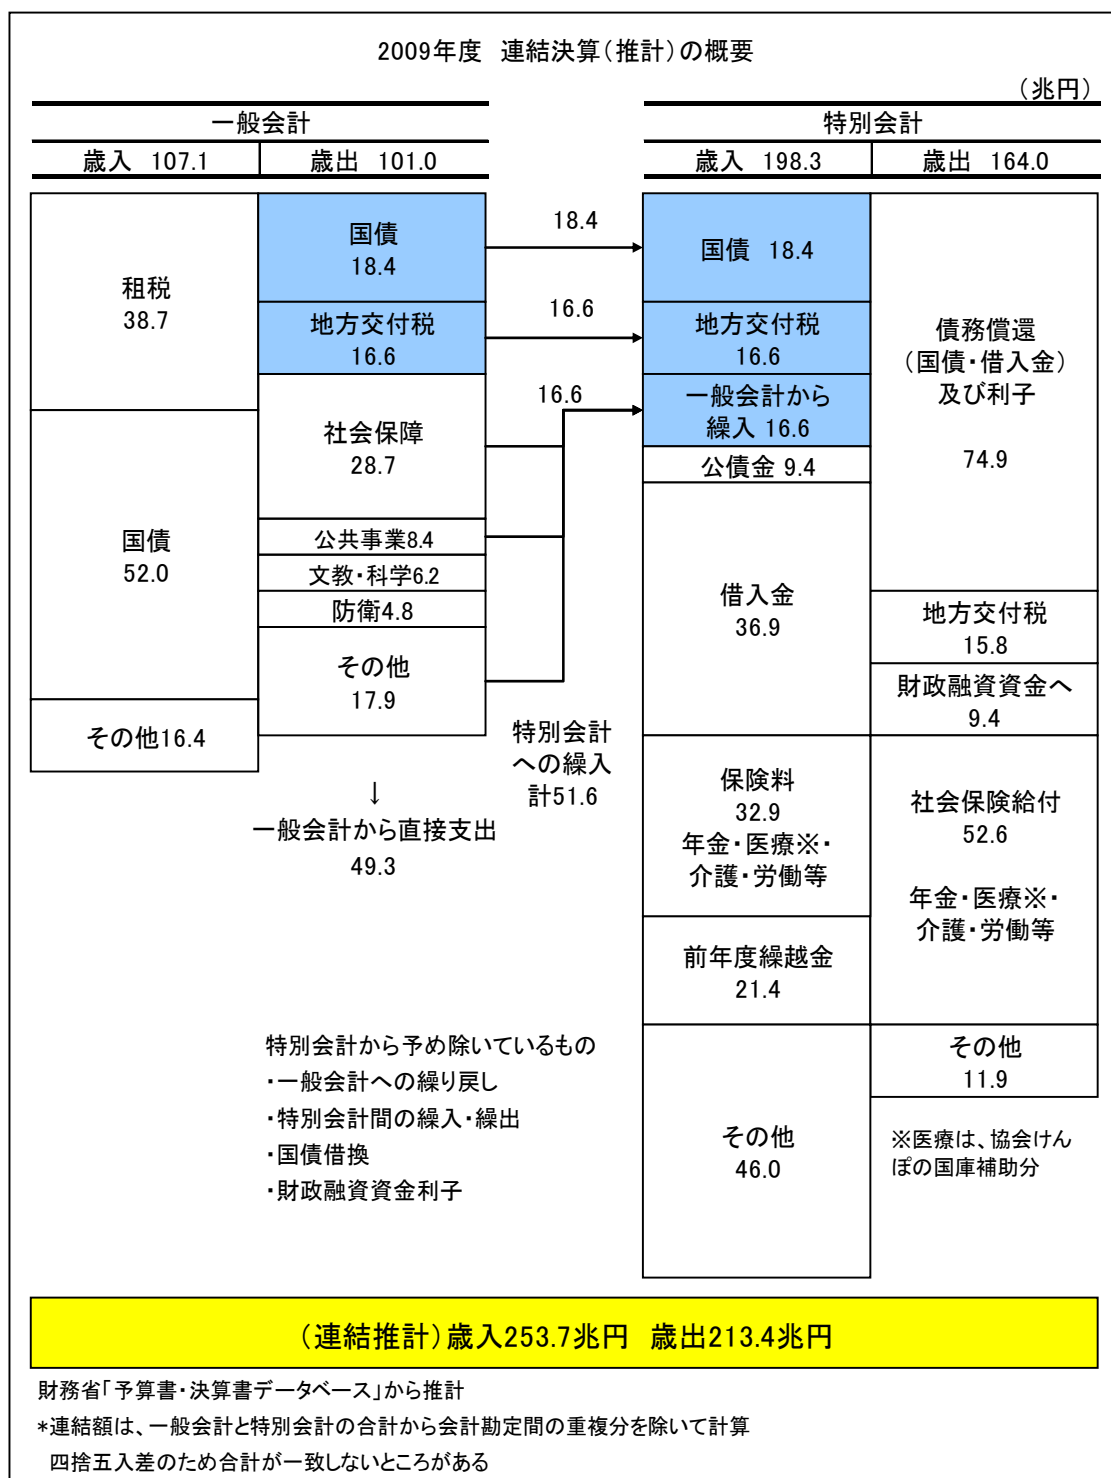 2009年度 連結決算(推計)の概要
(兆円)
一般会計
特別会計
歳入 107.1
歳出 101.0
歳入 198.3
歳出 164.0
租税
38.7
国債
52.0
その他16.4
国債
18.4
地方交付税
16.6
社会保障
28.7
公共事業8.4
文教・科学6.2
防衛4.8
その他
17.9
↓
一般会計から直接支出
49.3
18.4
16.6
16.6
特別会計
への繰入
計51.6
国債 18.4
地方交付税
16.6
一般会計から
繰入 16.6
公債金 9.4
借入金
36.9
保険料
32.9
年金・医療※・
介護・労働等
前年度繰越金
21.4
その他
46.0
債務償還
(国債・借入金)
及び利子
74.9
地方交付税
15.8
財政融資資金へ
9.4
社会保険給付
52.6
年金・医療※・
介護・労働等
その他
11.9
※医療は、協会けん
ぽの国庫補助分
特別会計から予め除いているもの
・一般会計への繰り戻し
・特別会計間の繰入・繰出
・国債借換
・財政融資資金利子
(連結推計)歳入253.7兆円 歳出213.4兆円
財務省「予算書・決算書データベース」から推計
*連結額は、一般会計と特別会計の合計から会計勘定間の重複分を除いて計算
四捨五入差のため合計が一致しないところがある